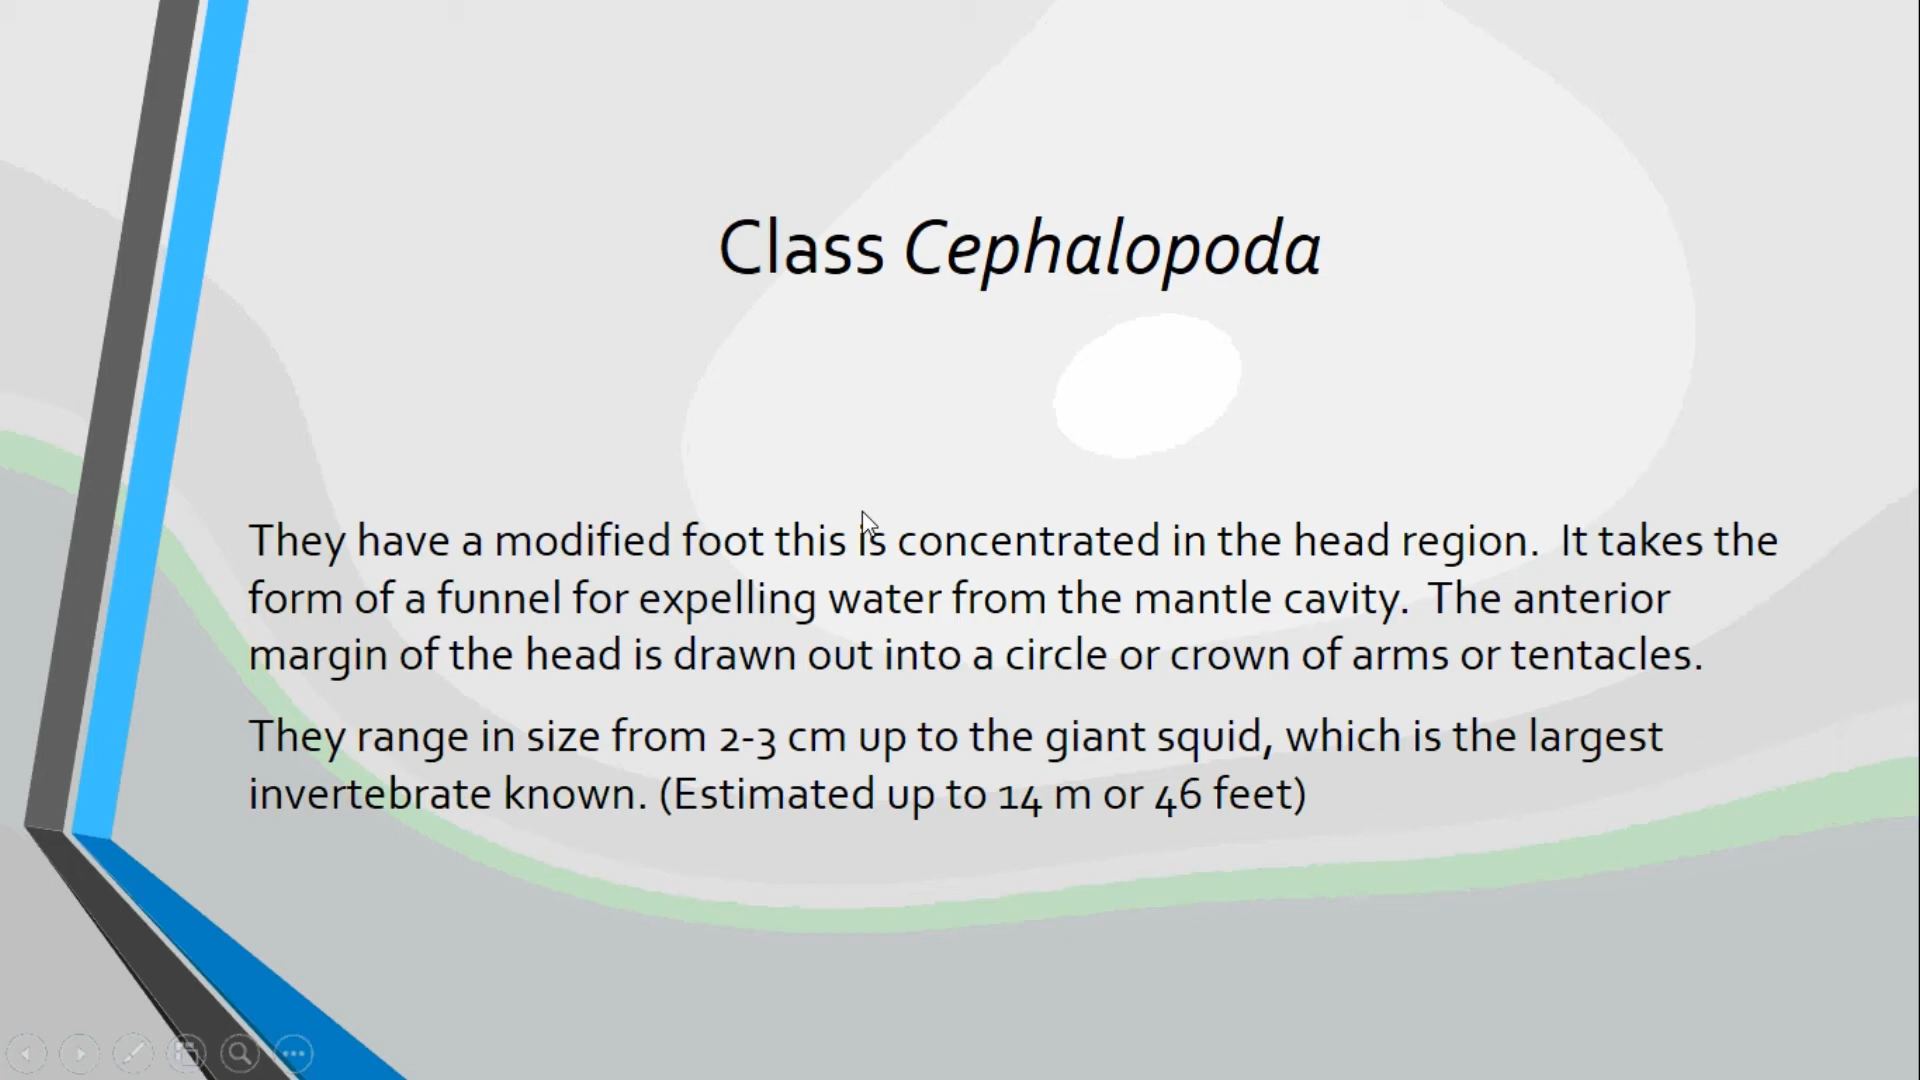 Class Cephalopoda
They have a modified foot this is concentrated in the head region.  It takes the
form of a funnel for expelling water from the mantle cavity.  The anterior
margin of the head is drawn out into a circle or crown of arms or tentacles.
They range in size from 2-3 cm up to the giant squid, which is the largest
invertebrate known. (Estimated up to 14 m or 46 feet)